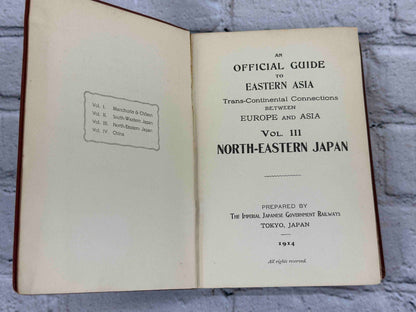 Vol. I. Manchuria & Chōsen
Vol. II. South-Western Japan
Vol. III. North-Eastern Japan
Vol. IV. China
AN
OFFICIAL GUIDE
TO
EASTERN ASIA
Trans-Continental Connections
BETWEEN
EUROPE AND ASIA
VOL. III
NORTH-EASTERN JAPAN
PREPARED BY
THE IMPERIAL JAPANESE GOVERNMENT RAILWAYS
TOKYO, JAPAN
1914
All rights reserved.